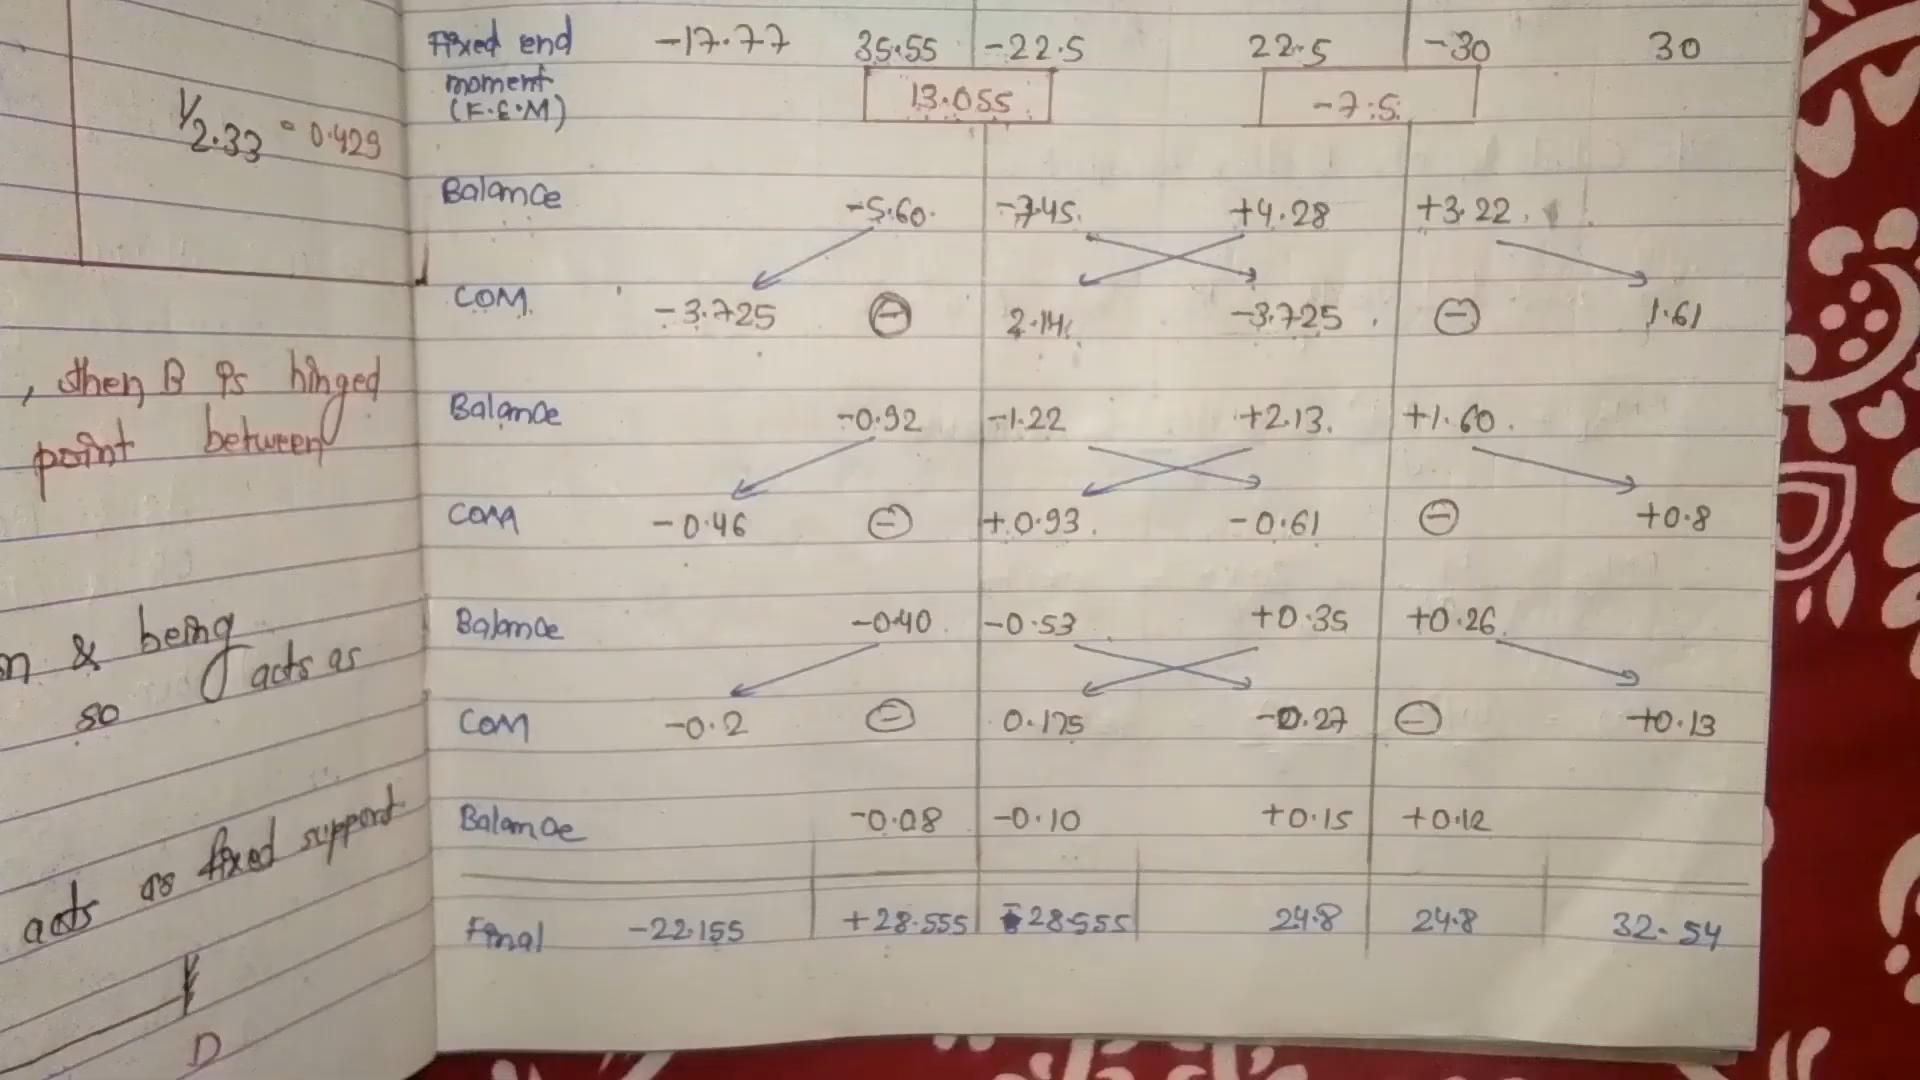 1/2.33 = 0.429
, then B is hinged
point between
n & being
so acts as
acts as fixed support
D
Fixed end -17.77 35.55 -22.5 22.5 -30 30
moment
(F.E.M) 13.055 -7.5
Balance -5.60 -7.45 +4.28 +3.22
COM -3.725 - 2.14 -3.725 - 1.61
Balance -0.92 -1.22 +2.13 +1.60
COM -0.46 - +0.93 -0.61 - +0.8
Balance -0.40 -0.53 +0.35 +0.26
COM -0.2 - 0.175 -0.27 - +0.13
Balance -0.08 -0.10 +0.15 +0.12
Final -22.155 +28.555 -28.555 24.8 24.8 32.54